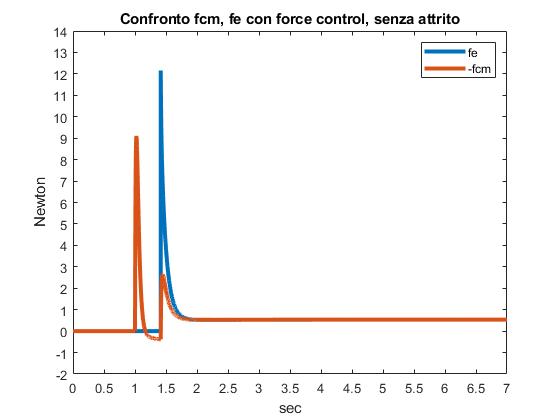 Confronto fcm, fe con force control, senza attrito
14
13
12
11
10
9
8
7
6
5
4
3
2
1
0
-1
-2
Newton
fe
-fcm
0 0.5 1 1.5 2 2.5 3 3.5 4 4.5 5 5.5 6 6.5 7
sec